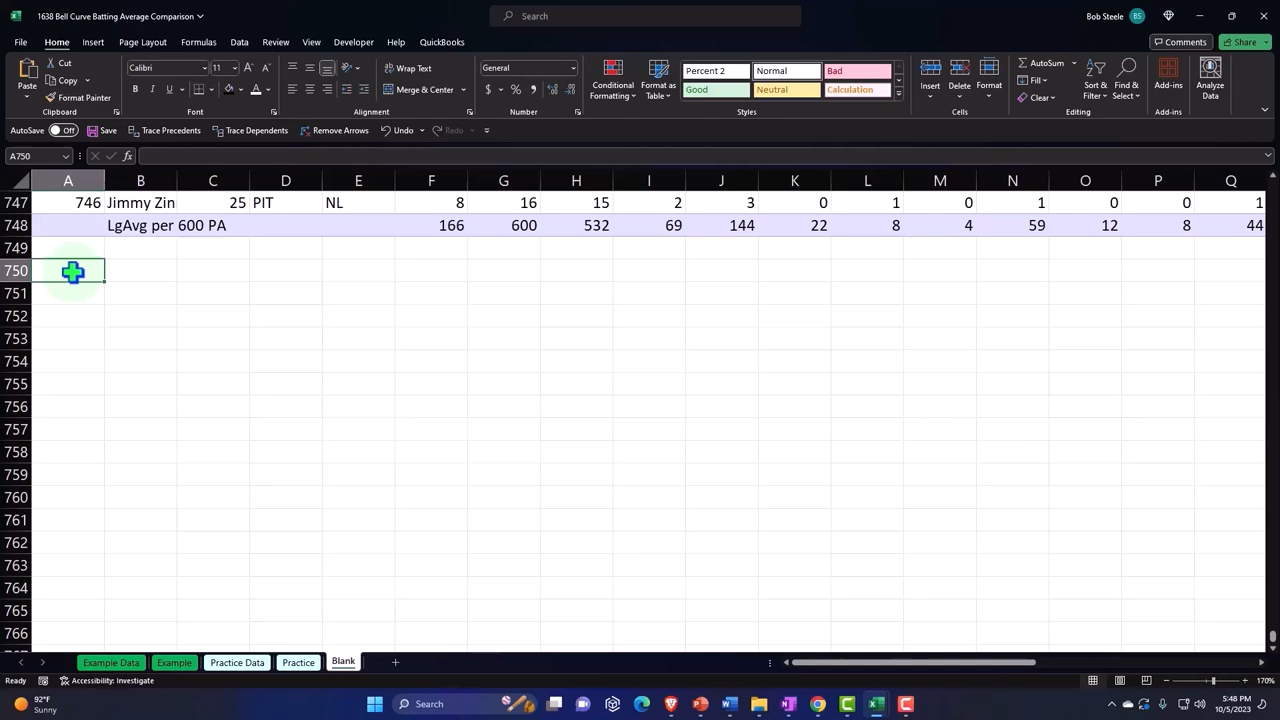 1638 Bell Curve Batting Average Comparison
Search
Bob Steele
BS
File Home Insert Draw Page Layout Formulas Data Review View Developer Help QuickBooks
Comments
Share
Paste
Cut
Copy
Format Painter
Clipboard
Calibri 11
B I U
Font
Wrap Text
Merge & Center
Alignment
General
$ % 9
Number
Conditional Formatting
Format as Table
Percent 2 Normal Bad
Good Neutral Calculation
Styles
Insert Delete Format
Cells
AutoSum
Fill
Clear
Sort & Filter
Find & Select
Editing
Add-ins
Add-ins
Analyze Data
AutoSave Off Save Trace Precedents Trace Dependents Remove Arrows Undo Redo
A750 fx
A B C D E F G H I J K L M N O P Q
747 746 Jimmy Zin 25 PIT NL 8 16 15 2 3 0 1 0 1 0 0 1
748 LgAvg per 600 PA 166 600 532 69 144 22 8 4 59 12 8 44
749
750
751
752
753
754
755
756
757
758
759
760
761
762
763
764
765
766
Example Data Example Practice Data Practice Blank
Ready Accessibility: Investigate 170%
92°F
Sunny
Search
5:48 PM
10/5/2023